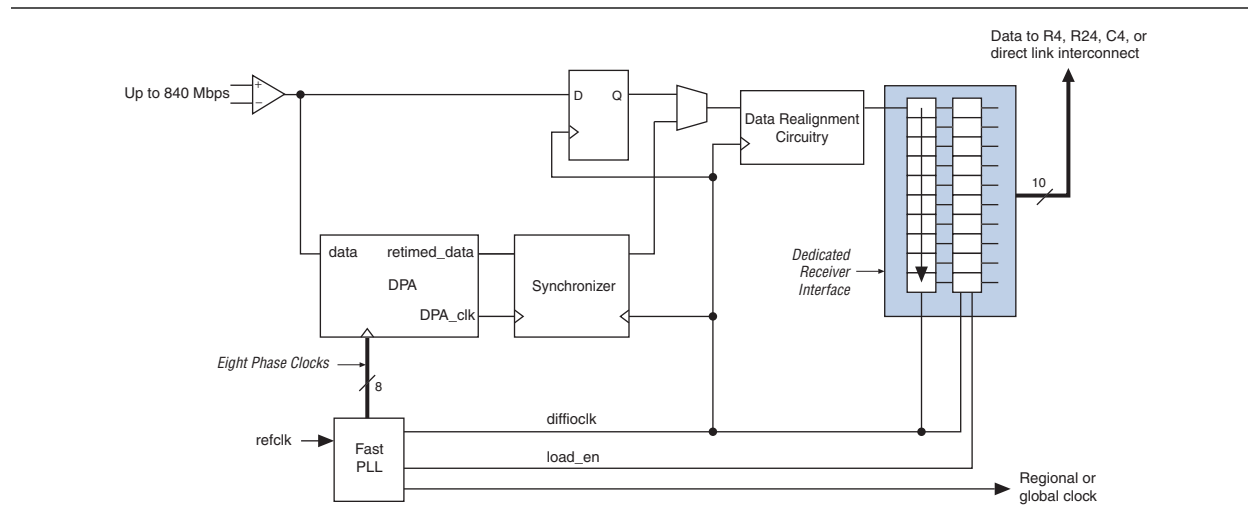 Data to R4, R24, C4, or
direct link interconnect
Up to 840 Mbps
+
−
D Q
Data Realignment
Circuitry
10
data retimed_data
DPA
DPA_clk
Synchronizer
Dedicated
Receiver
Interface
Eight Phase Clocks
8
diffioclk
refclk
Fast
PLL
load_en
Regional or
global clock